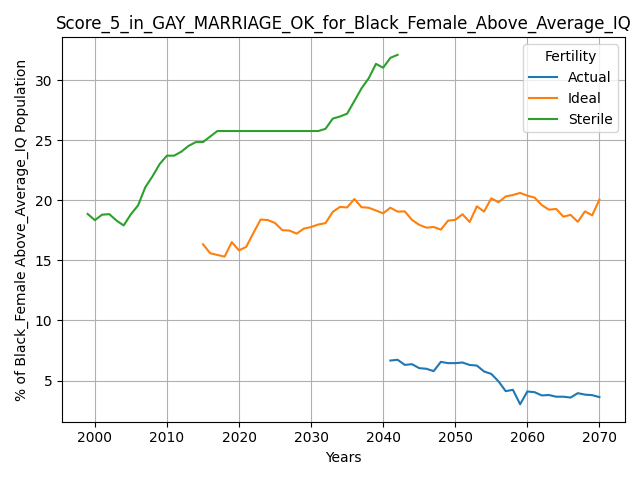 Score_5_in_GAY_MARRIAGE_OK_for_Black_Female_Above_Average_IQ
% of Black_Female Above_Average_IQ Population
30
25
20
15
10
5
Fertility
Actual
Ideal
Sterile
2000 2010 2020 2030 2040 2050 2060 2070
Years